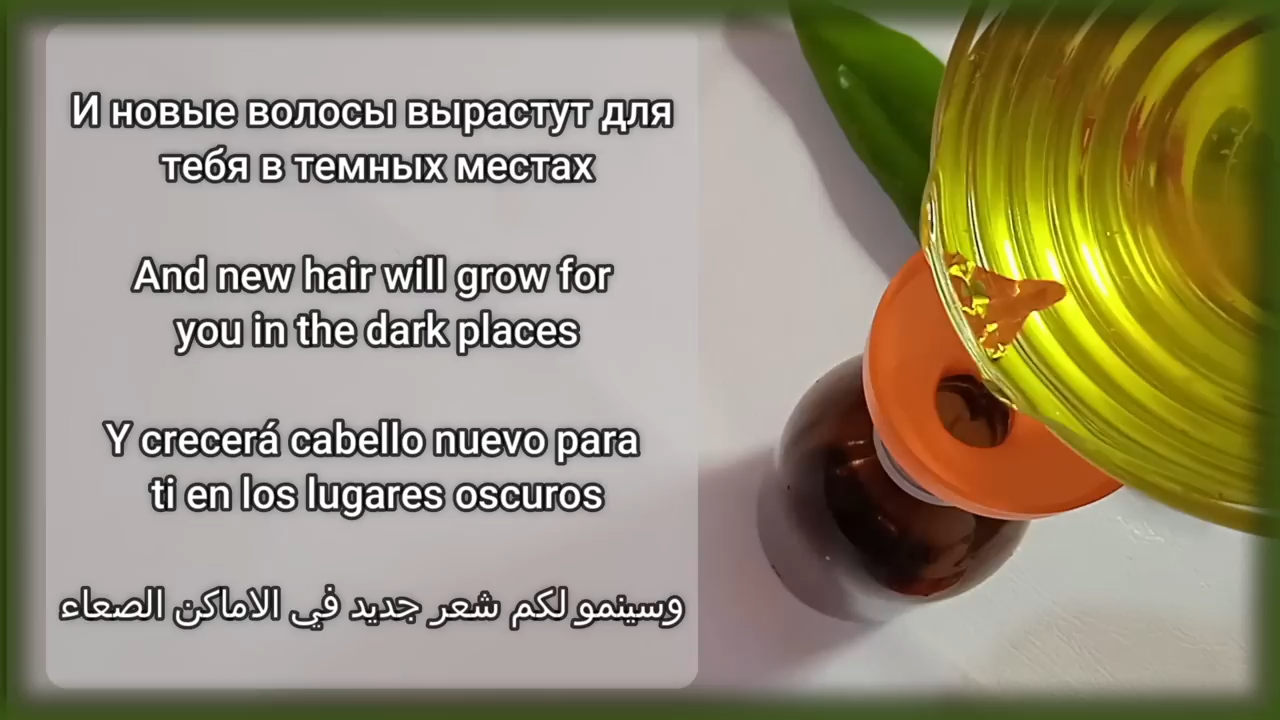 И новые волосы вырастут для
тебя в темных местах
And new hair will grow for
you in the dark places
Y crecerá cabello nuevo para
ti en los lugares oscuros
وسينمو لكم شعر جديد في الاماكن الصعاء